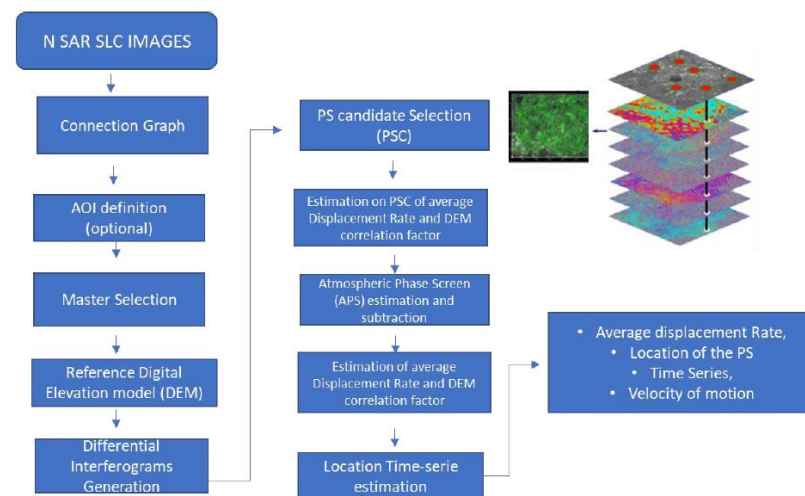 N SAR SLC IMAGES
Connection Graph
AOI definition
(optional)
Master Selection
Reference Digital
Elevation model (DEM)
Differential
Interferograms
Generation
PS candidate Selection
(PSC)
Estimation on PSC of average
Displacement Rate and DEM
correlation factor
Atmospheric Phase Screen
(APS) estimation and
subtraction
Estimation of average
Displacement Rate and DEM
correlation factor
Location Time-serie
estimation
• Average displacement Rate,
• Location of the PS
• Time Series,
• Velocity of motion